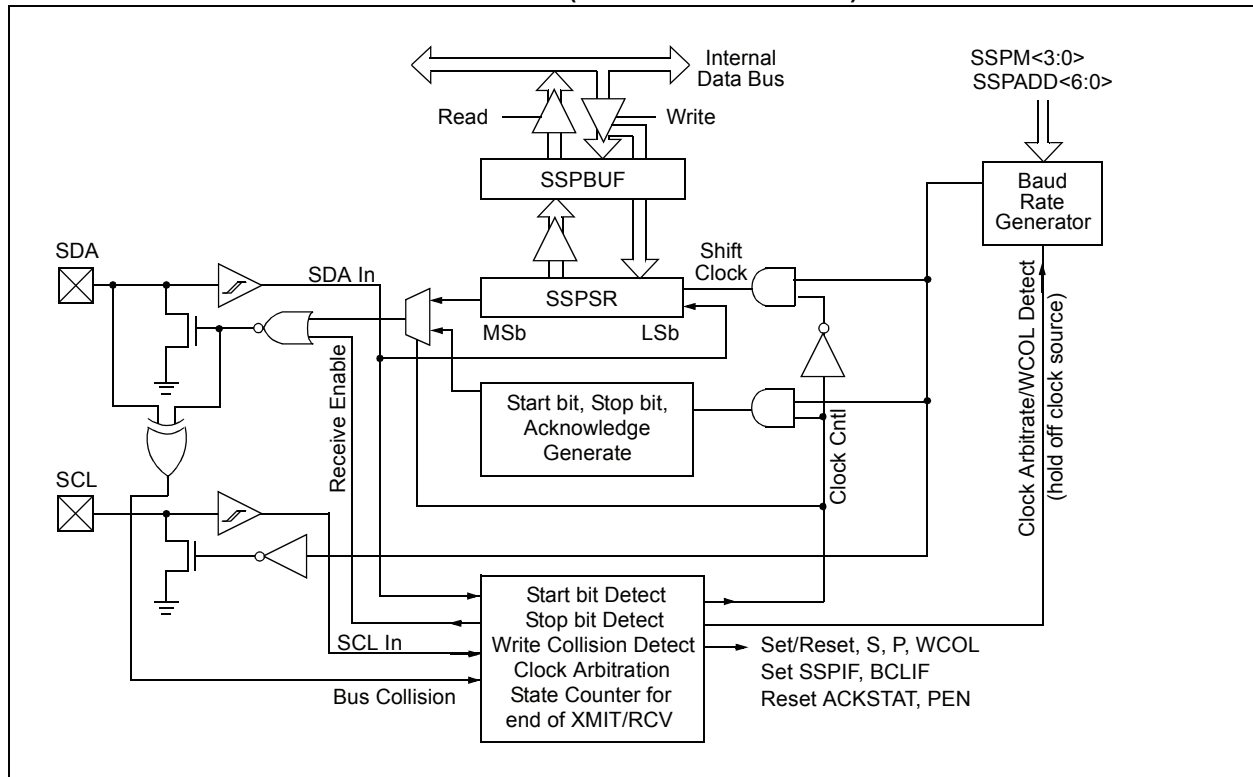 Internal
Data Bus
SSPM<3:0>
SSPADD<6:0>
Read
Write
SSPBUF
Baud
Rate
Generator
SDA
SDA In
Shift
Clock
SSPSR
MSb
LSb
Start bit, Stop bit,
Acknowledge
Generate
Receive Enable
Clock Cntl
Clock Arbitrate/WCOL Detect
(hold off clock source)
SCL
SCL In
Bus Collision
Start bit Detect
Stop bit Detect
Write Collision Detect
Clock Arbitration
State Counter for
end of XMIT/RCV
Set/Reset, S, P, WCOL
Set SSPIF, BCLIF
Reset ACKSTAT, PEN